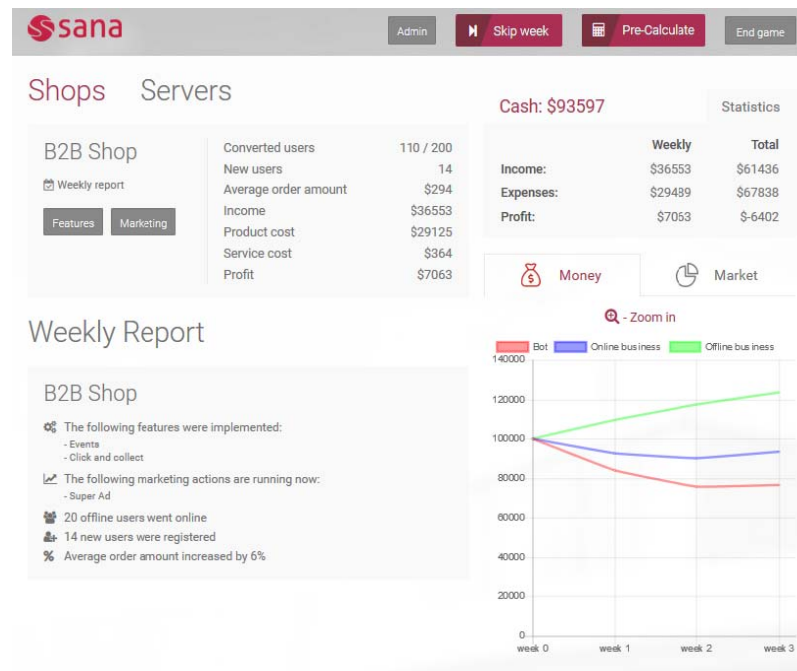 sana
Admin
Skip week
Pre-Calculate
End game
Shops
Servers
B2B Shop
Weekly report
Features
Marketing
Converted users 110 / 200
New users 14
Average order amount $294
Income $36553
Product cost $29125
Service cost $364
Profit $7063
Cash: $93597
Statistics
Weekly Total
Income: $36553 $61436
Expenses: $29489 $67838
Profit: $7063 $-6402
Money
Market
- Zoom in
Bot Online business Offline business
140000
120000
100000
80000
60000
40000
20000
0
week 0 week 1 week 2 week 3
Weekly Report
B2B Shop
The following features were implemented:
- Events
- Click and collect
The following marketing actions are running now:
- Super Ad
20 offline users went online
14 new users were registered
% Average order amount increased by 6%